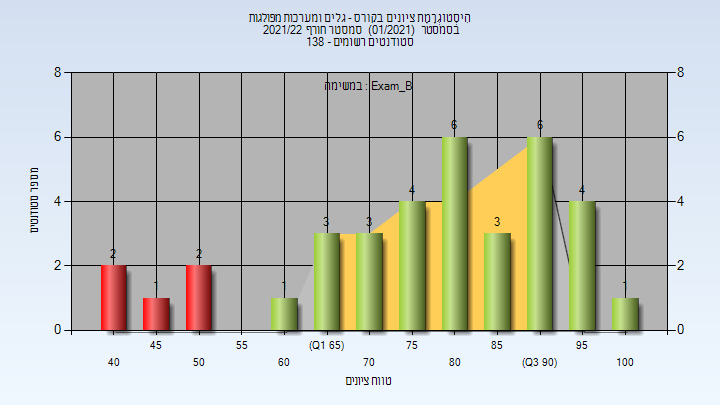 היסטוגרמת ציונים בקורס - גלים ומערכות מפולגות
בסמסטר (01/2021) סמסטר חורף 2021/22
סטודנטים רשומים - 138
במשימה : Exam_B
8 8
6 6
4 4
2 2
0 0
מספר סטודנטים
2 1 2 1 3 3 4 6 3 6 4 1
40 45 50 55 60 (Q1 65) 70 75 80 85 (Q3 90) 95 100
טווח ציונים